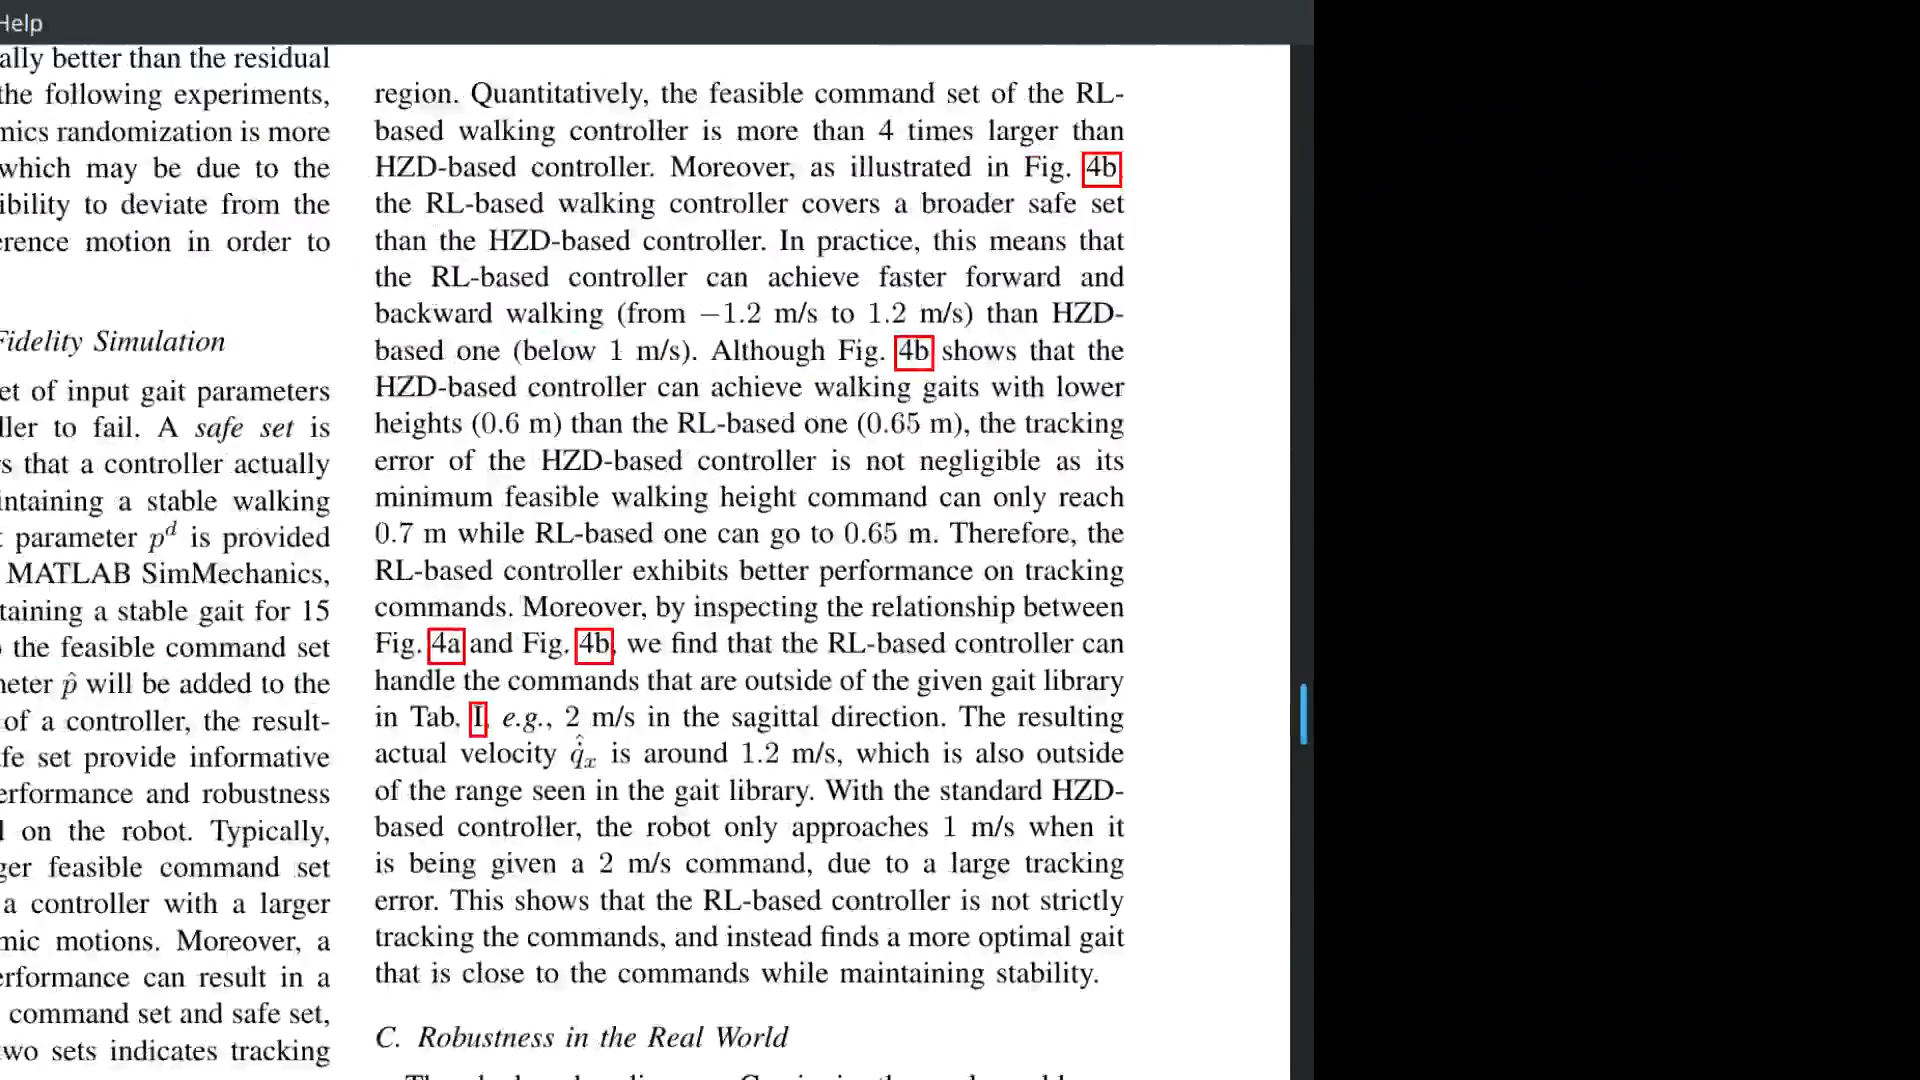 Help
ally better than the residual
the following experiments,
mics randomization is more
which may be due to the
ibility to deviate from the
erence motion in order to
Fidelity Simulation
et of input gait parameters
ller to fail. A safe set is
s that a controller actually
intaining a stable walking
t parameter p^d is provided
MATLAB SimMechanics,
taining a stable gait for 15
the feasible command set
neter p̂ will be added to the
of a controller, the result-
fe set provide informative
erformance and robustness
l on the robot. Typically,
ger feasible command set
a controller with a larger
mic motions. Moreover, a
erformance can result in a
command set and safe set,
two sets indicates tracking
region. Quantitatively, the feasible command set of the RL-
based walking controller is more than 4 times larger than
HZD-based controller. Moreover, as illustrated in Fig. 4b,
the RL-based walking controller covers a broader safe set
than the HZD-based controller. In practice, this means that
the RL-based controller can achieve faster forward and
backward walking (from −1.2 m/s to 1.2 m/s) than HZD-
based one (below 1 m/s). Although Fig. 4b shows that the
HZD-based controller can achieve walking gaits with lower
heights (0.6 m) than the RL-based one (0.65 m), the tracking
error of the HZD-based controller is not negligible as its
minimum feasible walking height command can only reach
0.7 m while RL-based one can go to 0.65 m. Therefore, the
RL-based controller exhibits better performance on tracking
commands. Moreover, by inspecting the relationship between
Fig. 4a and Fig. 4b, we find that the RL-based controller can
handle the commands that are outside of the given gait library
in Tab. I, e.g., 2 m/s in the sagittal direction. The resulting
actual velocity q̇̂_x is around 1.2 m/s, which is also outside
of the range seen in the gait library. With the standard HZD-
based controller, the robot only approaches 1 m/s when it
is being given a 2 m/s command, due to a large tracking
error. This shows that the RL-based controller is not strictly
tracking the commands, and instead finds a more optimal gait
that is close to the commands while maintaining stability.
C. Robustness in the Real World